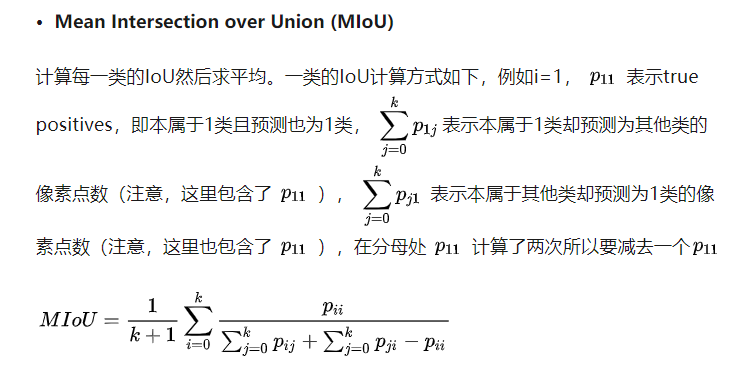 • Mean Intersection over Union (MIoU)
计算每一类的IoU然后求平均。一类的IoU计算方式如下，例如i=1， $p_{11}$ 表示true
positives，即本属于1类且预测也为1类， $\sum_{j=0}^{k} p_{1j}$ 表示本属于1类却预测为其他类的
像素点数（注意，这里包含了 $p_{11}$ ）， $\sum_{j=0}^{k} p_{j1}$ 表示本属于其他类却预测为1类的像
素点数（注意，这里也包含了 $p_{11}$ ），在分母处 $p_{11}$ 计算了两次所以要减去一个$p_{11}$
$MIoU = \frac{1}{k+1} \sum_{i=0}^{k} \frac{p_{ii}}{\sum_{j=0}^{k} p_{ij} + \sum_{j=0}^{k} p_{ji} - p_{ii}}$